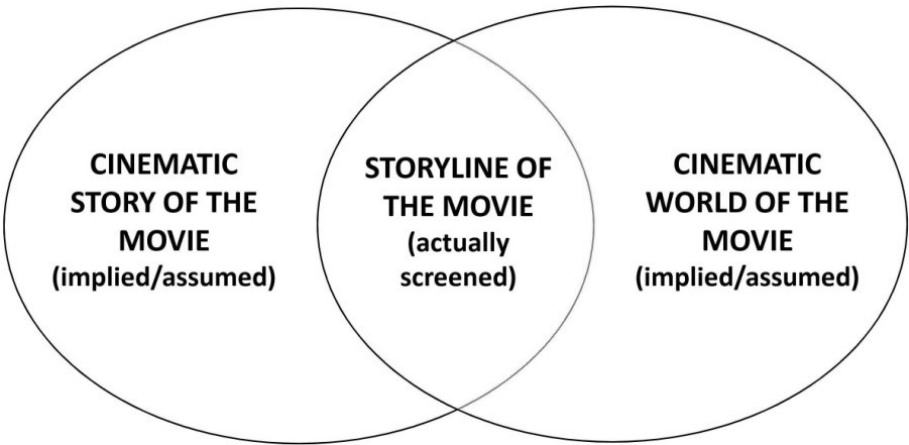 CINEMATIC
STORY OF THE
MOVIE
(implied/assumed)
STORYLINE OF
THE MOVIE
(actually
screened)
CINEMATIC
WORLD OF THE
MOVIE
(implied/assumed)